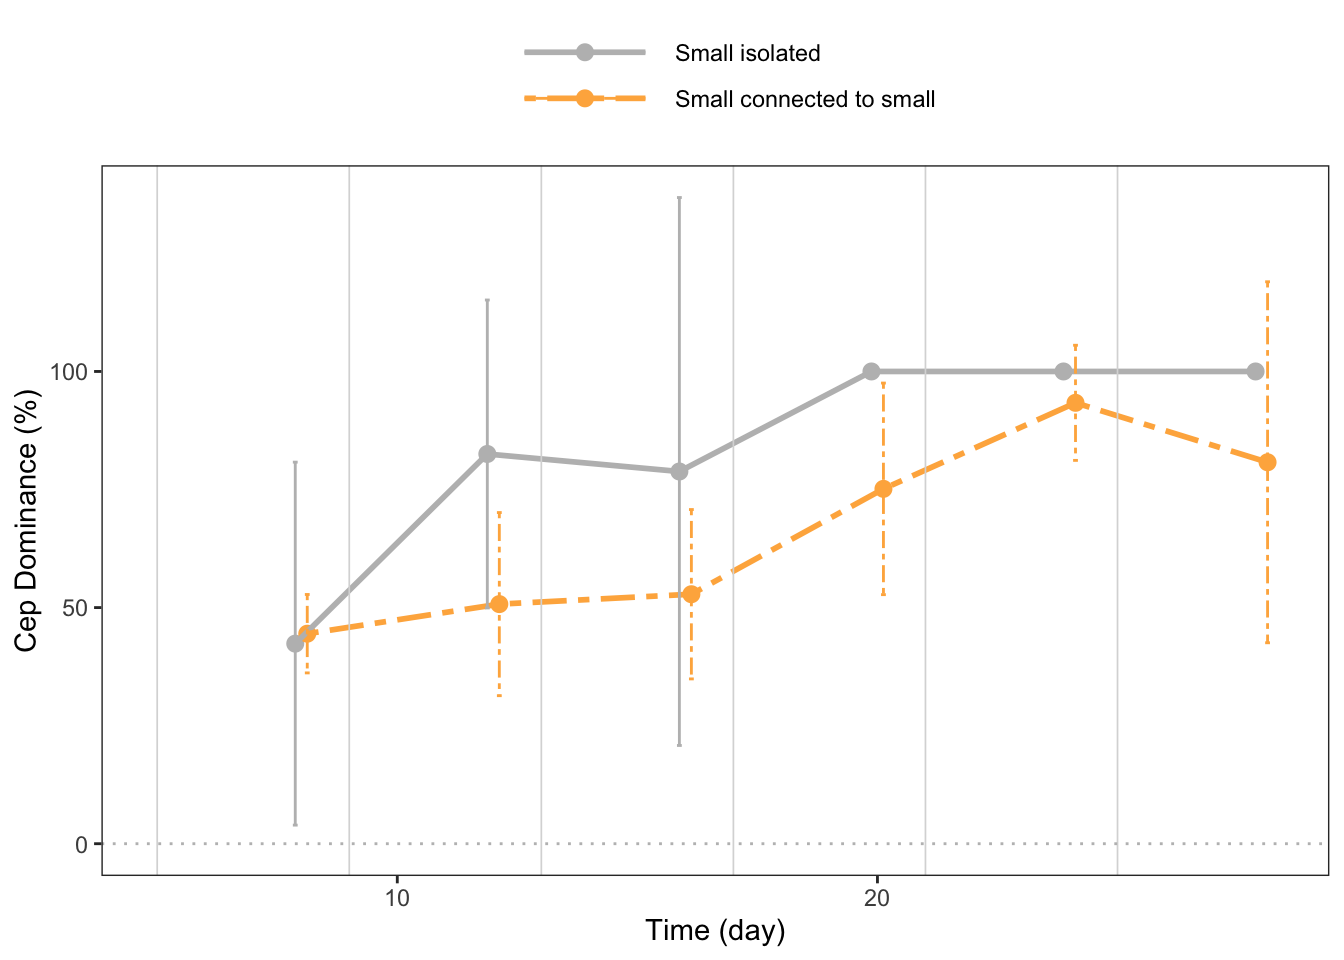 Small isolated
Small connected to small
Cep Dominance (%)
100
50
0
10
20
Time (day)